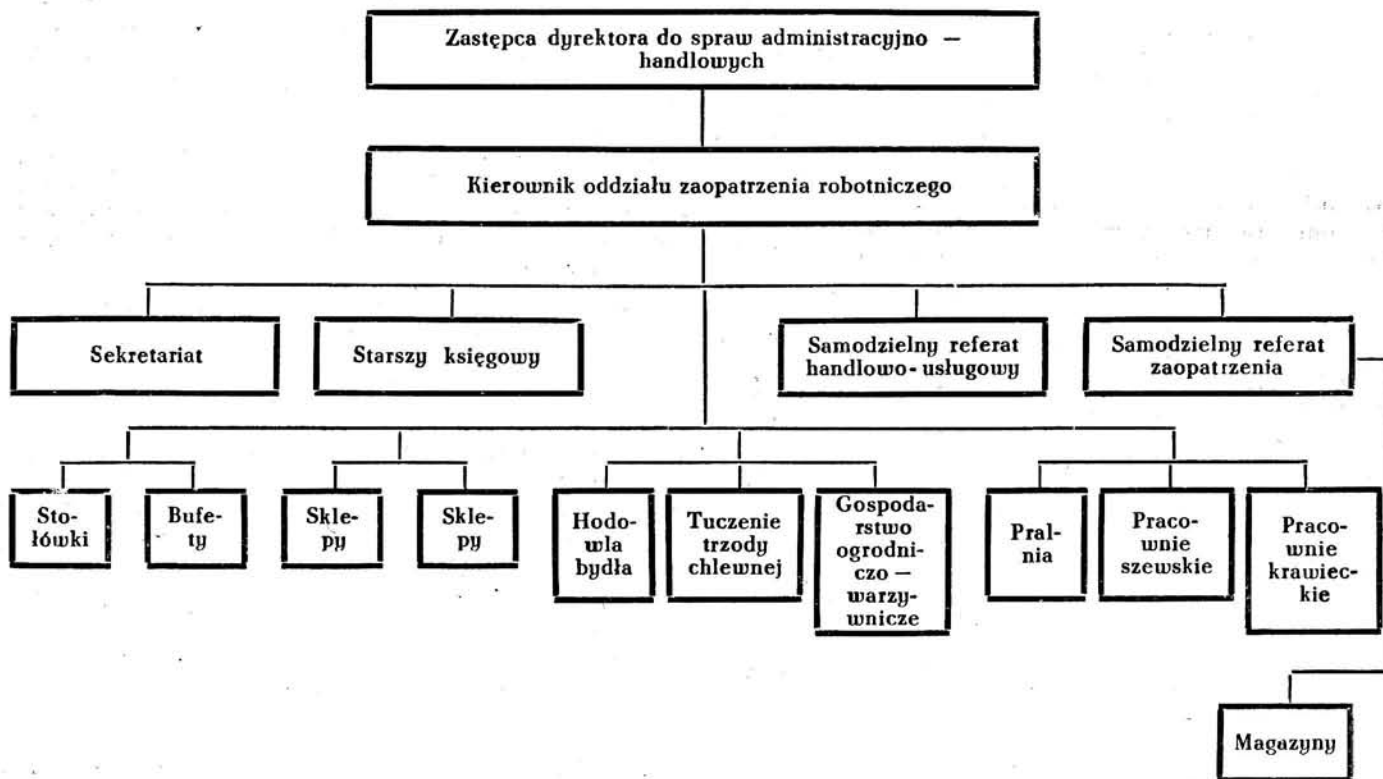 Zastępca dyrektora do spraw administracyjno —
handlowych
Kierownik oddziału zaopatrzenia robotniczego
Sekretariat
Starszy księgowy
Samodzielny referat
handlowo-usługowy
Samodzielny referat
zaopatrzenia
Sto-
łówki
Bufe-
ty
Skle-
py
Skle-
py
Hodo-
wla
bydła
Tuczenie
trzody
chlewnej
Gospoda-
rstwo
ogrodni-
czo —
warzy-
wnicze
Pral-
nia
Praco-
wnie
szewskie
Praco-
wnie
krawiec-
kie
Magazyny